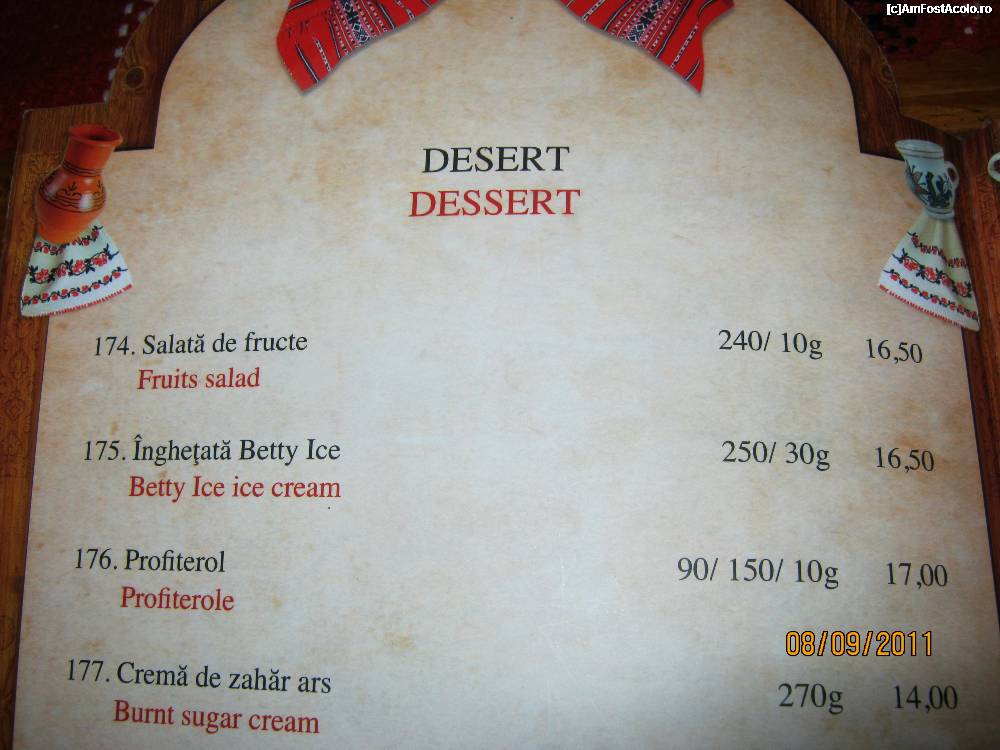 [c]AmFostAcolo.ro
DESERT
DESSERT
174. Salată de fructe 240/ 10g 16,50
Fruits salad
175. Îngheţată Betty Ice 250/ 30g 16,50
Betty Ice ice cream
176. Profiterol 90/ 150/ 10g 17,00
Profiterole
08/09/2011
177. Cremă de zahăr ars 270g 14,00
Burnt sugar cream